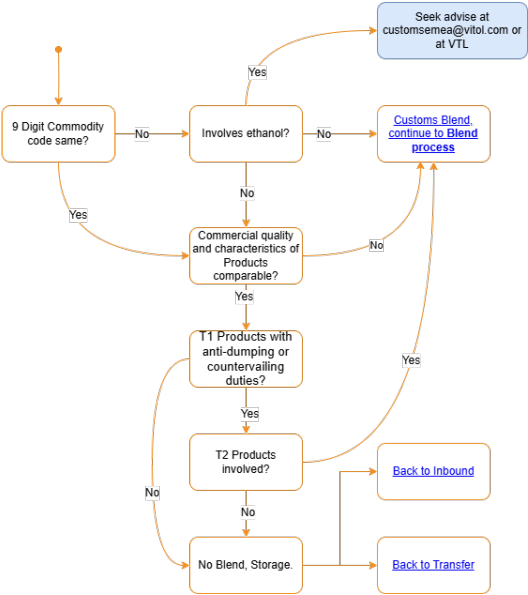 Seek advise at
customsemea@vitol.com or
at VTL
Yes
9 Digit Commodity
code same?
No
Involves ethanol?
No
Customs Blend,
continue to Blend
process
No
Yes
Commercial quality
and characteristics of
Products
comparable?
No
Yes
T1 Products with
anti-dumping or
countervailing
duties?
Yes
Yes
T2 Products
involved?
Back to Inbound
No
No
No Blend, Storage.
Back to Transfer